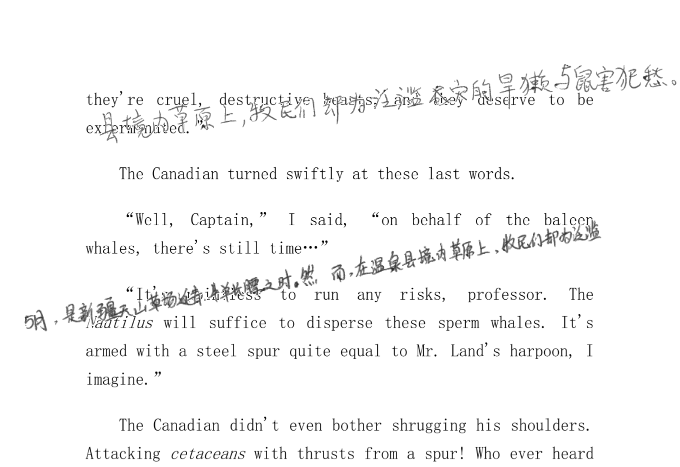 they're cruel, destructive beasts, and they deserve to be
县境内草原上,牧民们却为泛滥成灾的旱獭与鼠害犯愁。
exterminated.”
The Canadian turned swiftly at these last words.
“Well, Captain,” I said, “on behalf of the baleen
whales, there's still time…”
“It's pointless to run any risks, professor. The
5月，是新疆天山草场返青 长膘之时。然 而，在温泉县境内草原上，牧民们却为泛滥
Nautilus will suffice to disperse these sperm whales. It's
armed with a steel spur quite equal to Mr. Land's harpoon, I
imagine.”
The Canadian didn't even bother shrugging his shoulders.
Attacking cetaceans with thrusts from a spur! Who ever heard